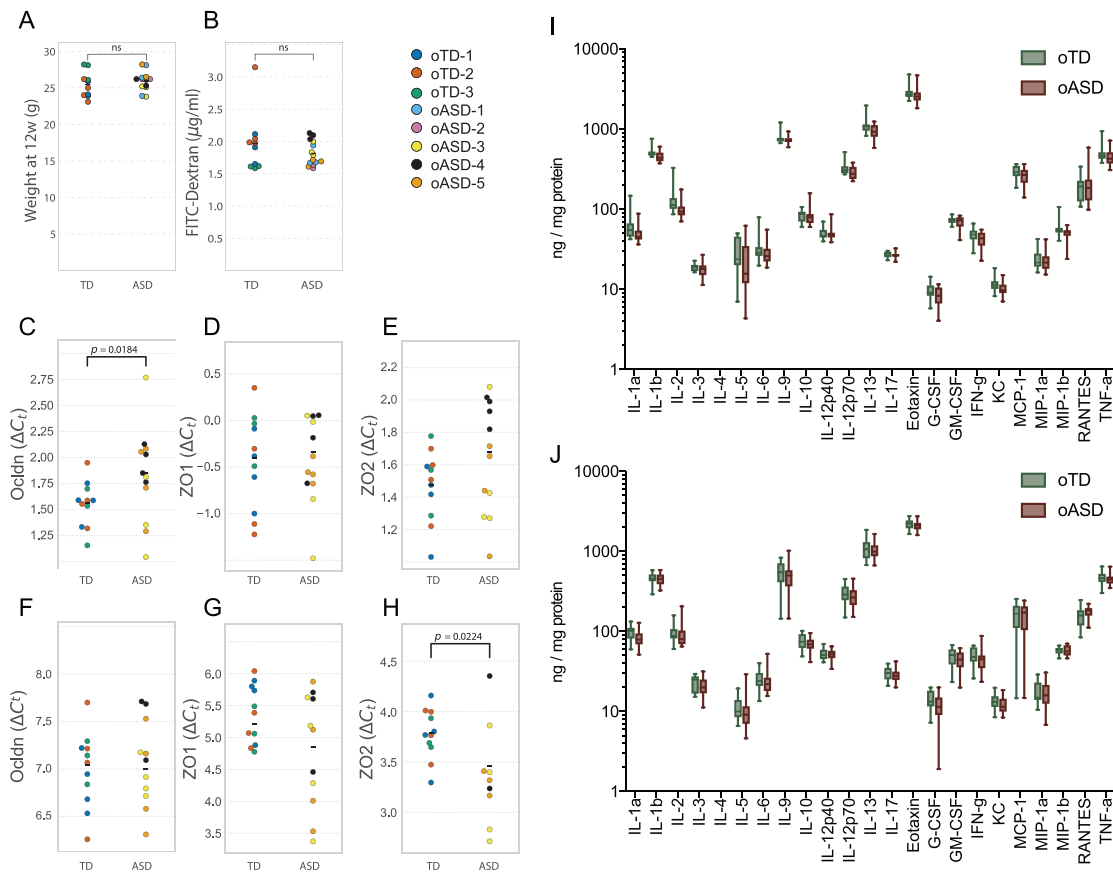 A
Weight at 12w (g)
30
25
20
15
10
5
ns
TD
ASD
B
FITC-Dextran (μg/ml)
3.0
2.5
2.0
1.5
1.0
0.5
ns
TD
ASD
oTD-1
oTD-2
oTD-3
oASD-1
oASD-2
oASD-3
oASD-4
oASD-5
C
Ocldn (ΔCt)
2.75
2.50
2.25
2.00
1.75
1.50
1.25
p = 0.0184
TD
ASD
D
ZO1 (ΔCt)
0.5
0.0
−0.5
−1.0
TD
ASD
E
ZO2 (ΔCt)
2.2
2.0
1.8
1.6
1.4
1.2
TD
ASD
F
Ocldn (ΔCt)
8.0
7.5
7.0
6.5
TD
ASD
G
ZO1 (ΔCt)
6.0
5.5
5.0
4.5
4.0
3.5
TD
ASD
H
ZO2 (ΔCt)
4.5
4.0
3.5
3.0
p = 0.0224
TD
ASD
I
ng / mg protein
10000
1000
100
10
1
oTD
oASD
IL-1a
IL-1b
IL-2
IL-3
IL-4
IL-5
IL-6
IL-9
IL-10
IL-12p40
IL-12p70
IL-13
IL-17
Eotaxin
G-CSF
GM-CSF
IFN-g
KC
MCP-1
MIP-1a
MIP-1b
RANTES
TNF-a
J
ng / mg protein
10000
1000
100
10
1
oTD
oASD
IL-1a
IL-1b
IL-2
IL-3
IL-4
IL-5
IL-6
IL-9
IL-10
IL-12p40
IL-12p70
IL-13
IL-17
Eotaxin
G-CSF
GM-CSF
IFN-g
KC
MCP-1
MIP-1a
MIP-1b
RANTES
TNF-a